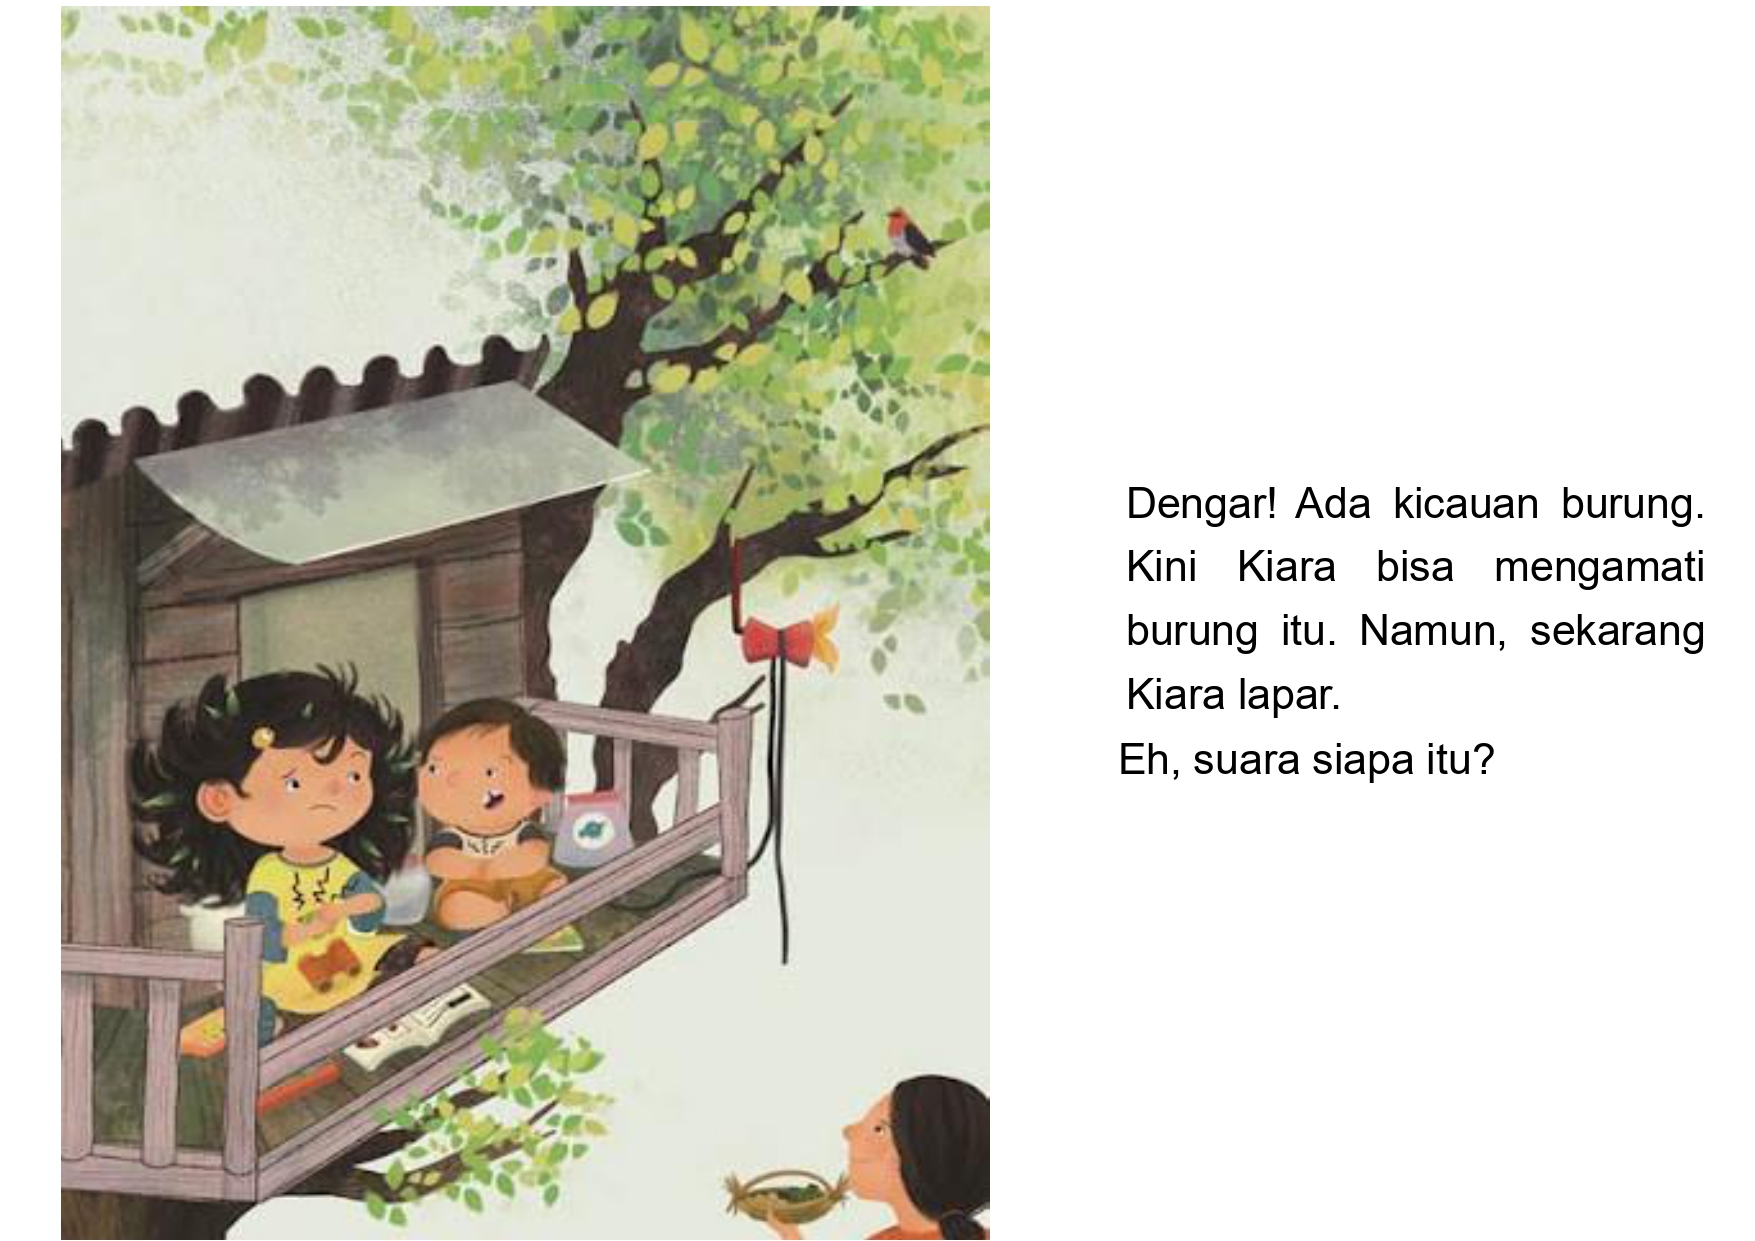 Dengar! Ada kicauan burung.
Kini Kiara bisa mengamati
burung itu. Namun, sekarang
Kiara lapar.
Eh, suara siapa itu?